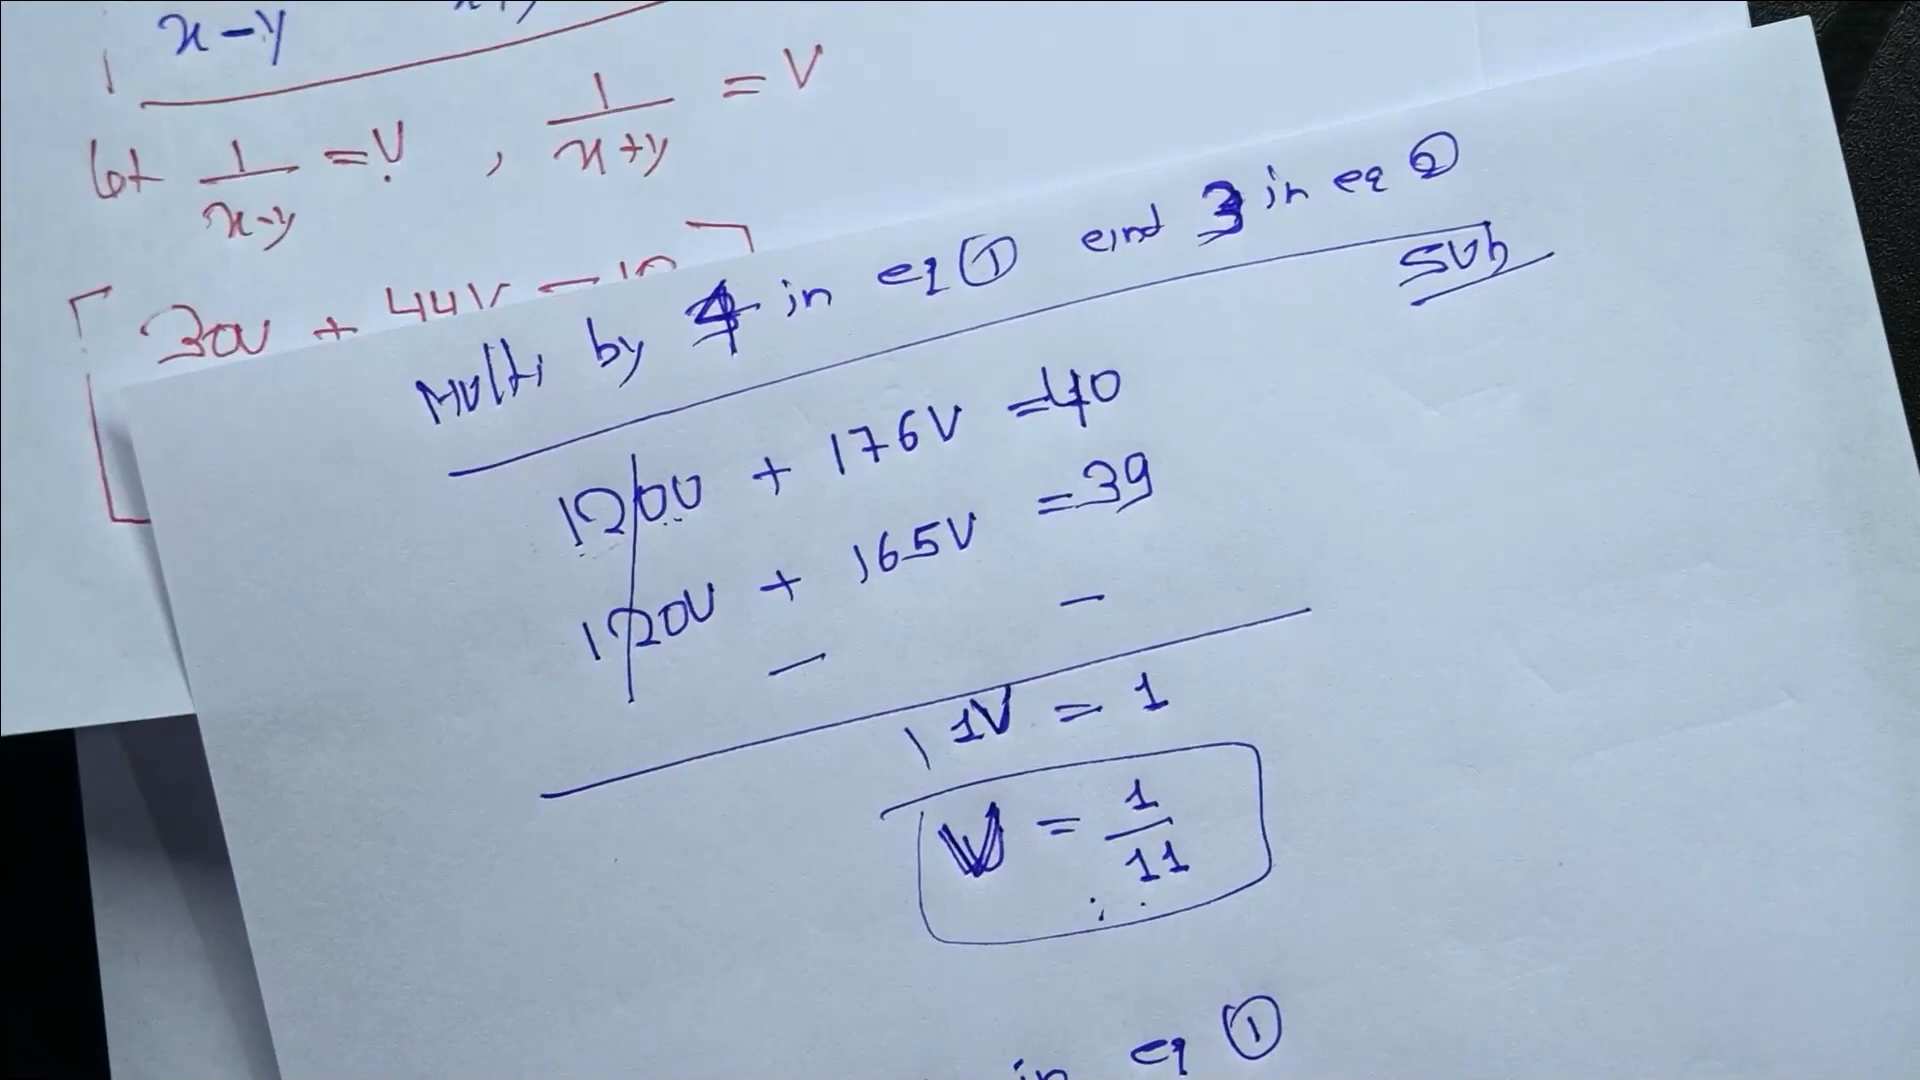 x-y
let 1/x-y = U , 1/x+y = V
30U + 44V = 10
Multi by 4 in eq ① and 3 in eq ②
Sub
120U + 176V = 40
120U + 165V = 39
- -
11V = 1
V = 1/11
in eq ①